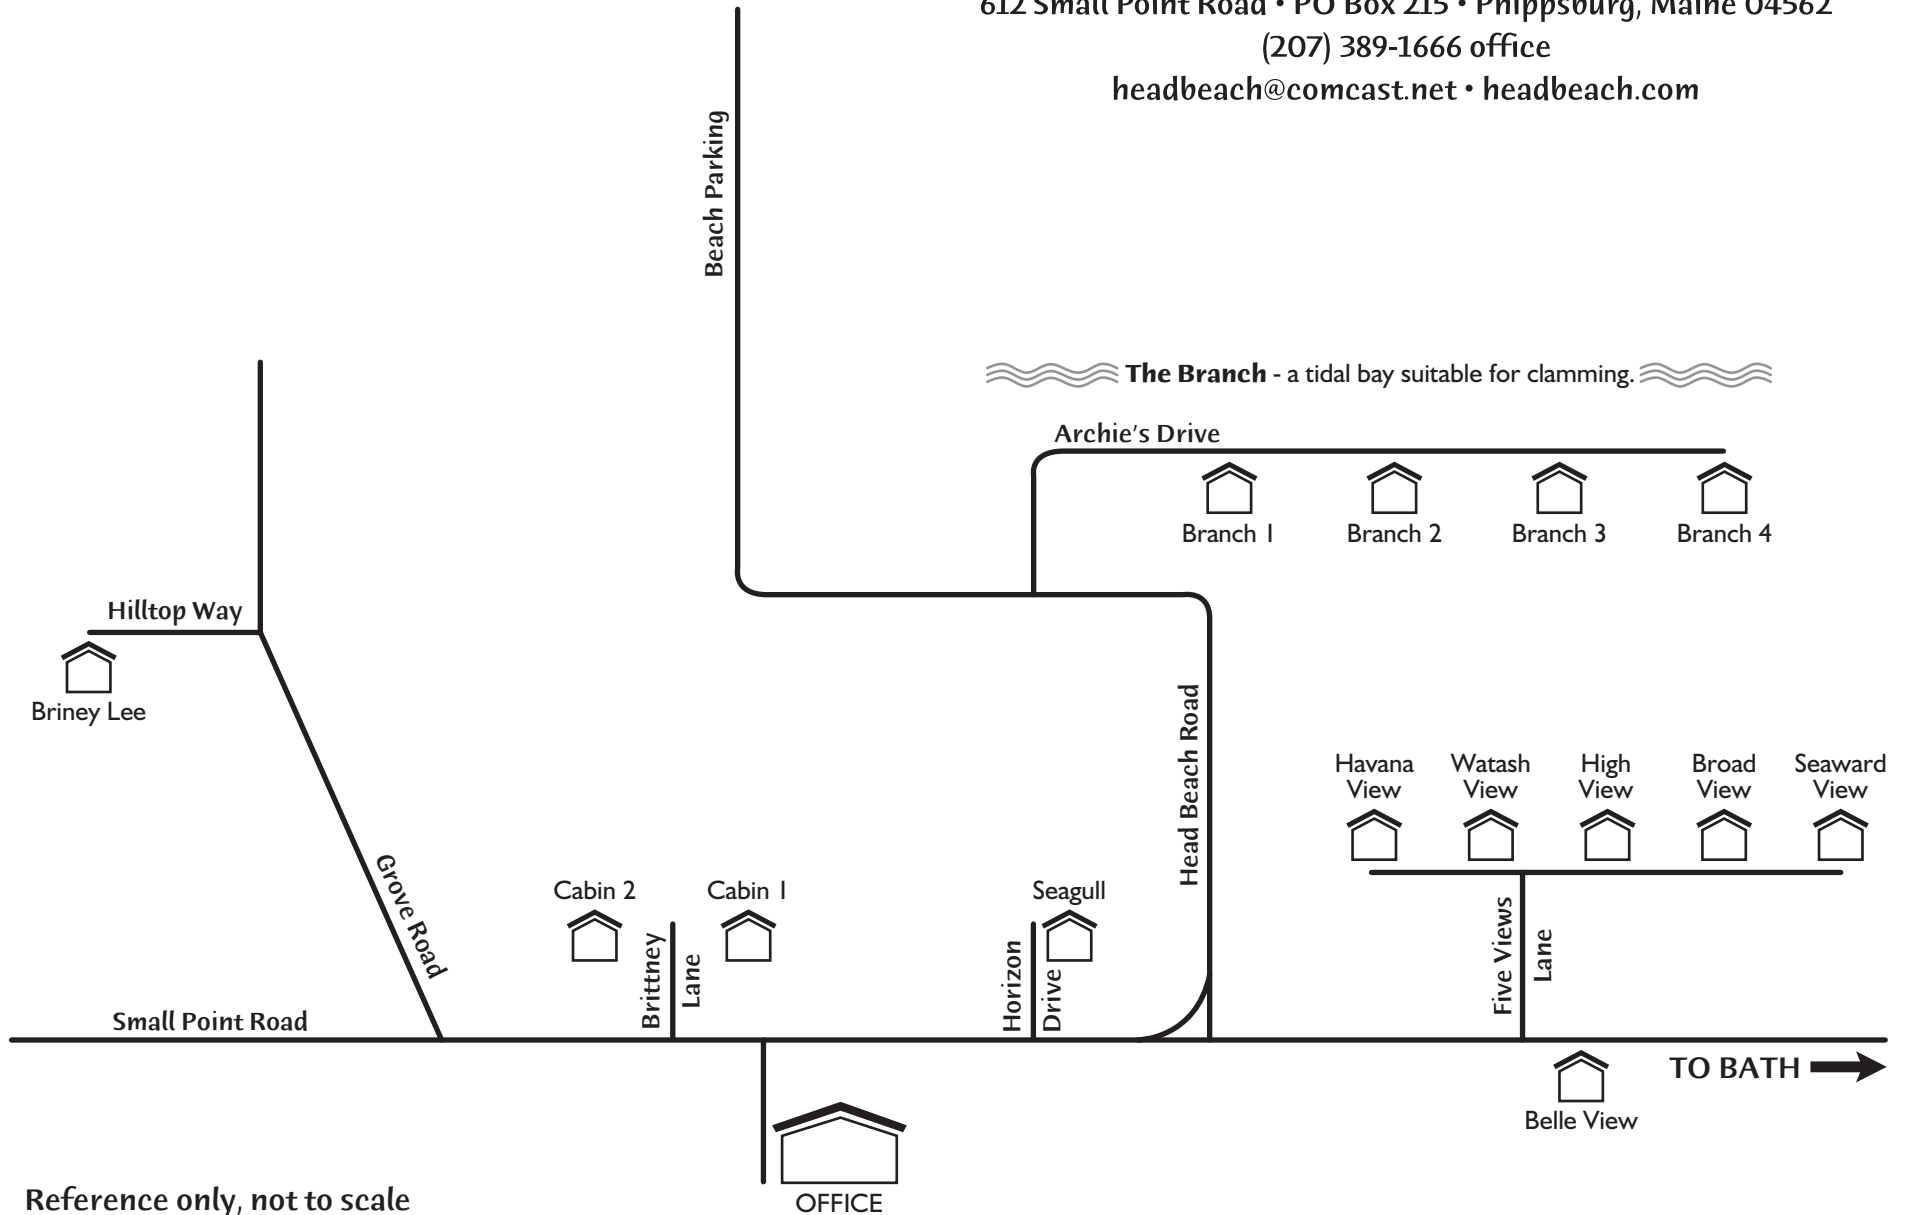 612 Small Point Road • PO Box 215 • Phippsburg, Maine 04562
(207) 389-1666 office
headbeach@comcast.net • headbeach.com
Beach Parking
The Branch - a tidal bay suitable for clamming.
Archie's Drive
Branch 1
Branch 2
Branch 3
Branch 4
Hilltop Way
Briney Lee
Head Beach Road
Havana
View
Watash
View
High
View
Broad
View
Seaward
View
Grove Road
Cabin 2
Cabin 1
Seagull
Brittney
Lane
Horizon
Drive
Five Views
Lane
Small Point Road
TO BATH
Belle View
OFFICE
Reference only, not to scale